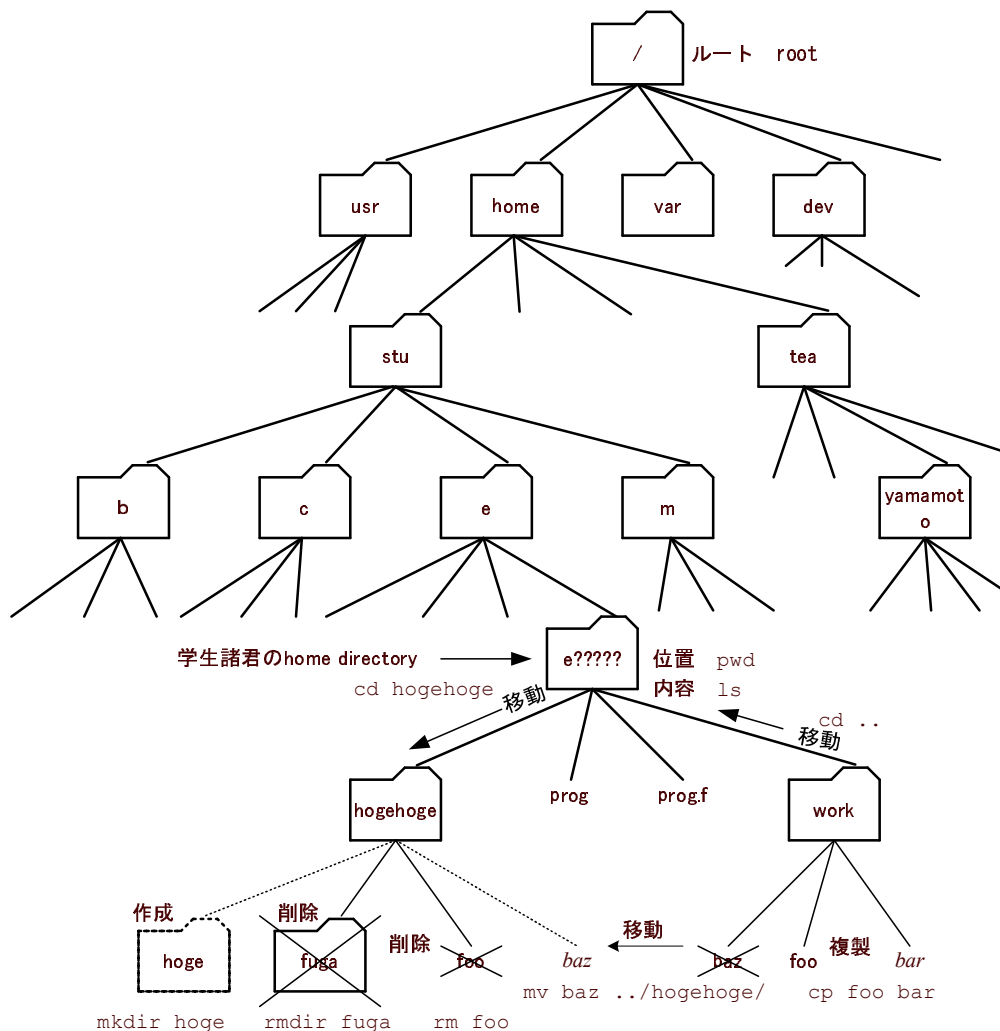 /
ルート root
usr
home
var
dev
stu
tea
b
c
e
m
yamamot
o
学生諸君のhome directory
e?????
位置 pwd
内容 ls
cd hogehoge
移動
cd ..
移動
hogehoge
prog
prog.f
work
作成
hoge
mkdir hoge
削除
fuga
rmdir fuga
削除
foo
rm foo
baz
移動
mv baz ../hogehoge/
baz
foo
複製
bar
cp foo bar